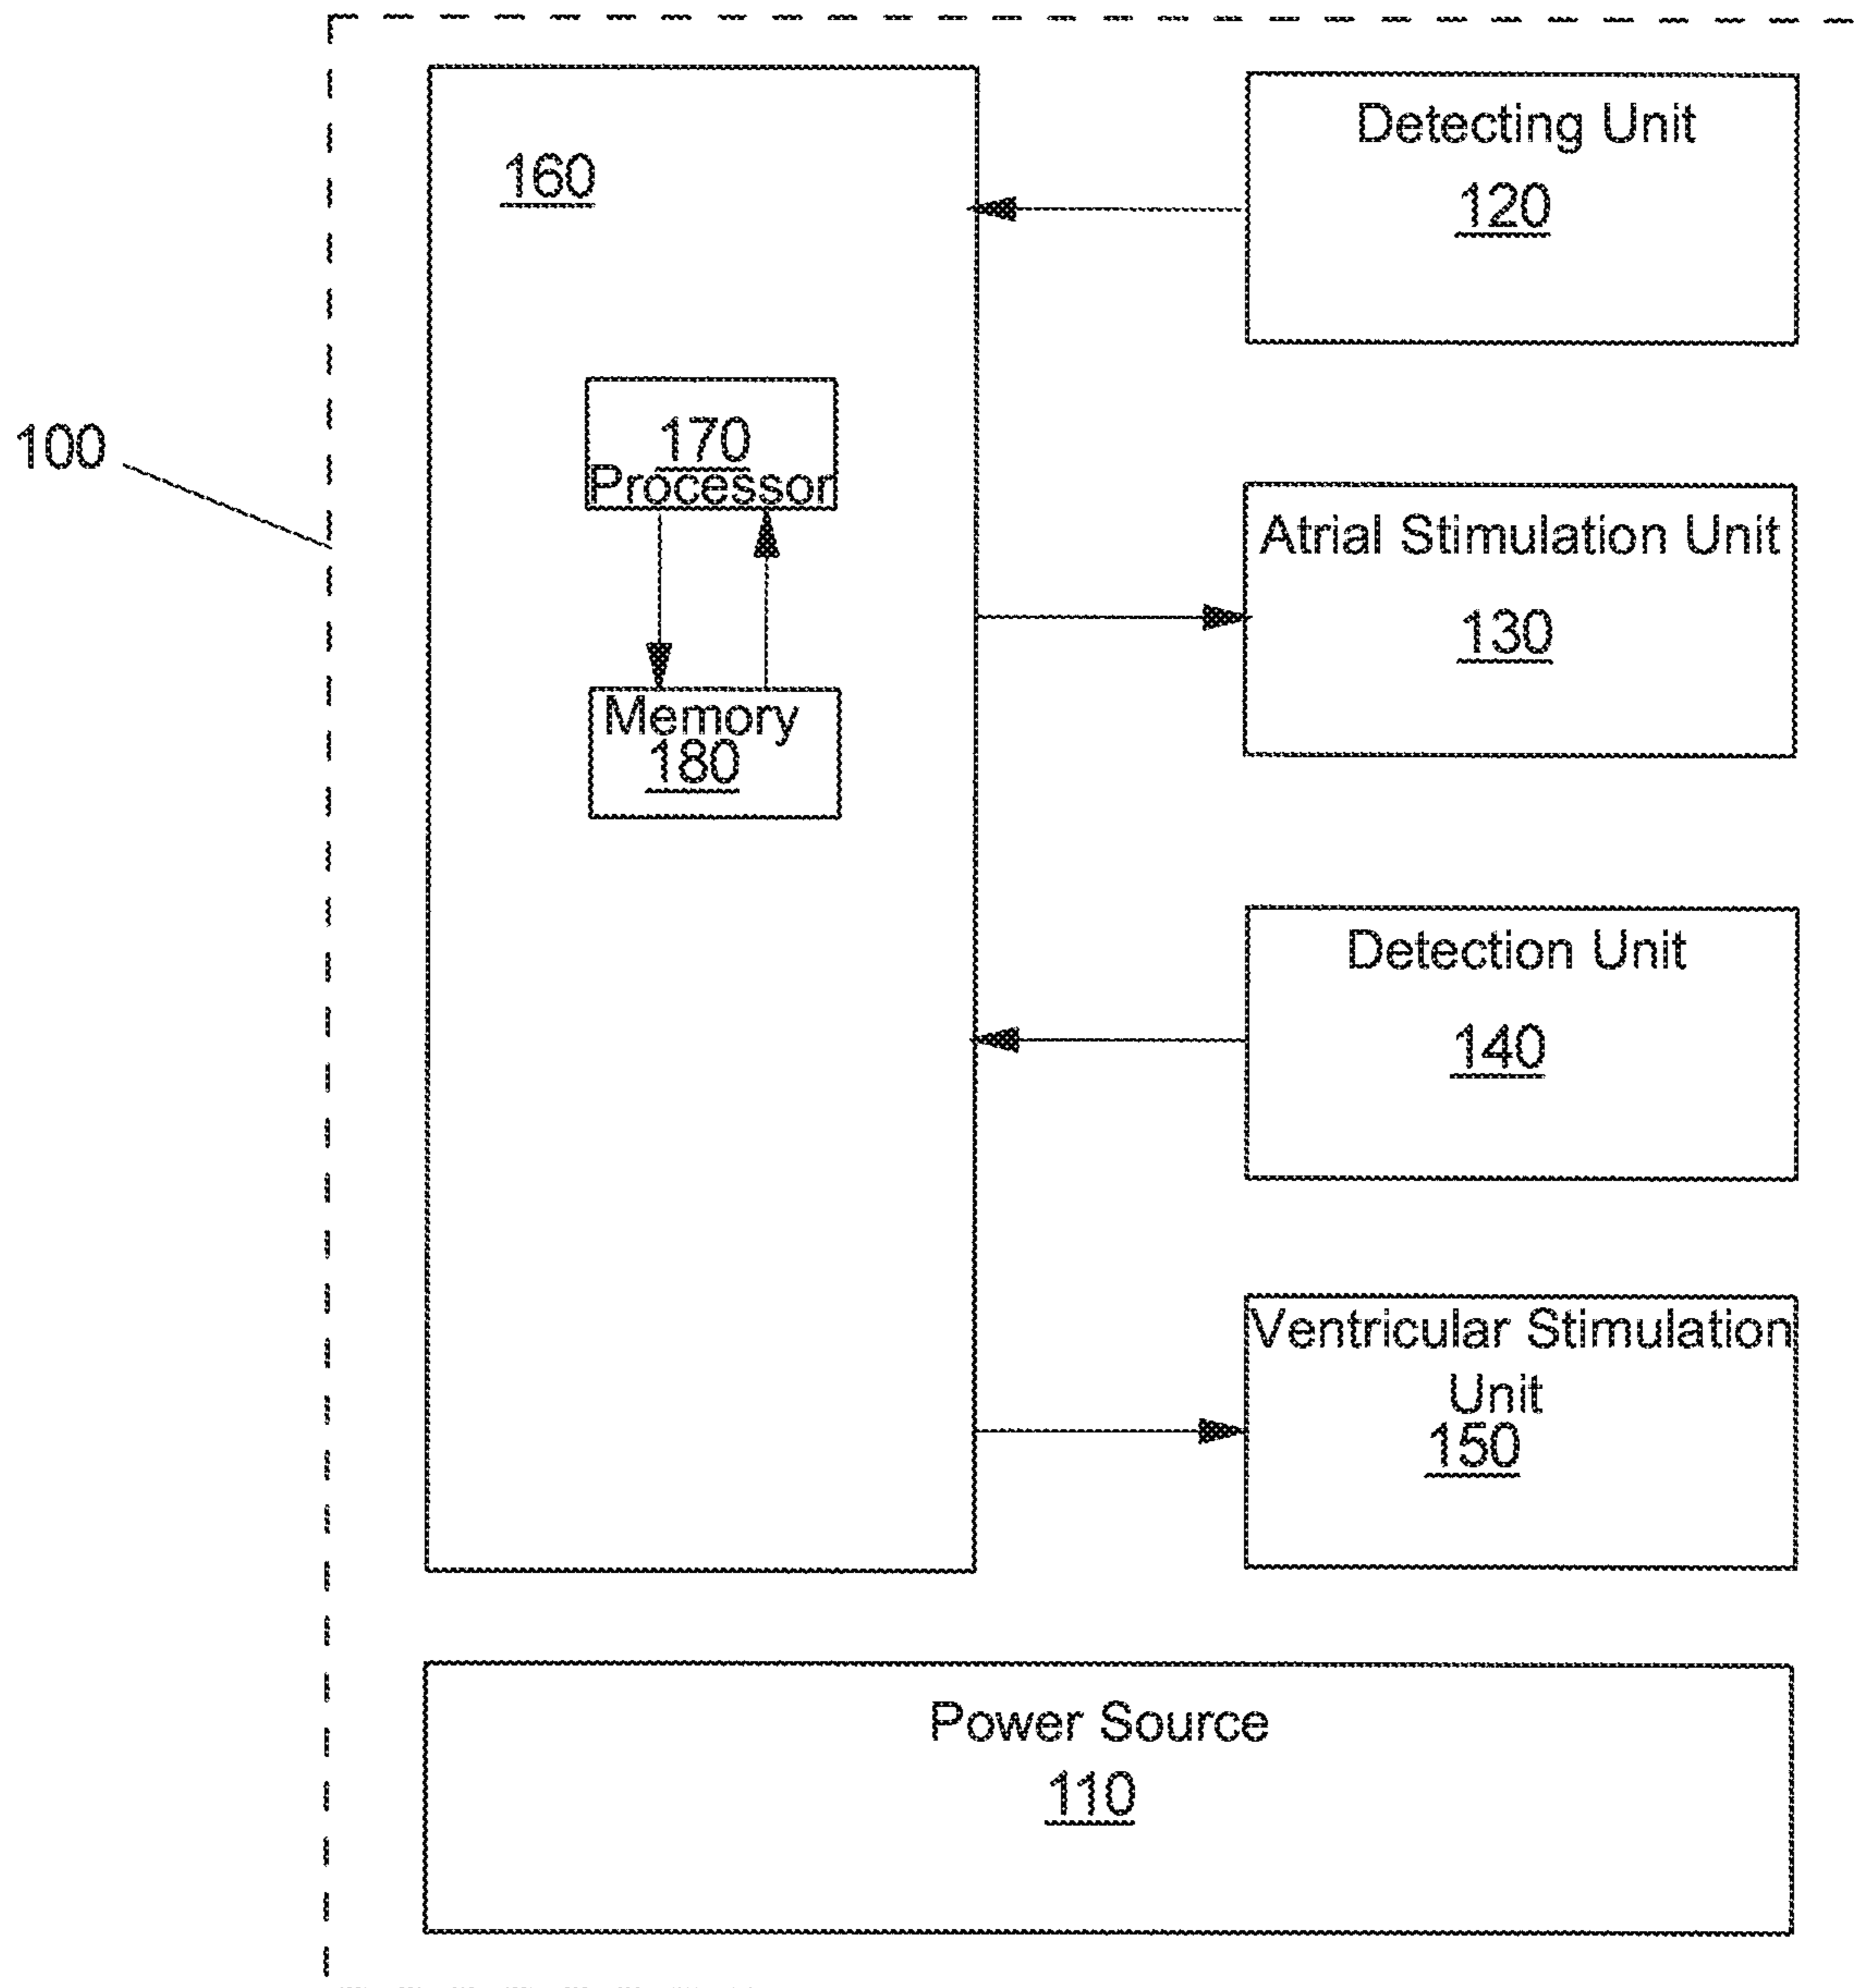 160
Detecting Unit
120
100
170
Processor
Atrial Stimulation Unit
130
Memory
180
Detection Unit
140
Ventricular Stimulation
Unit
150
Power Source
110